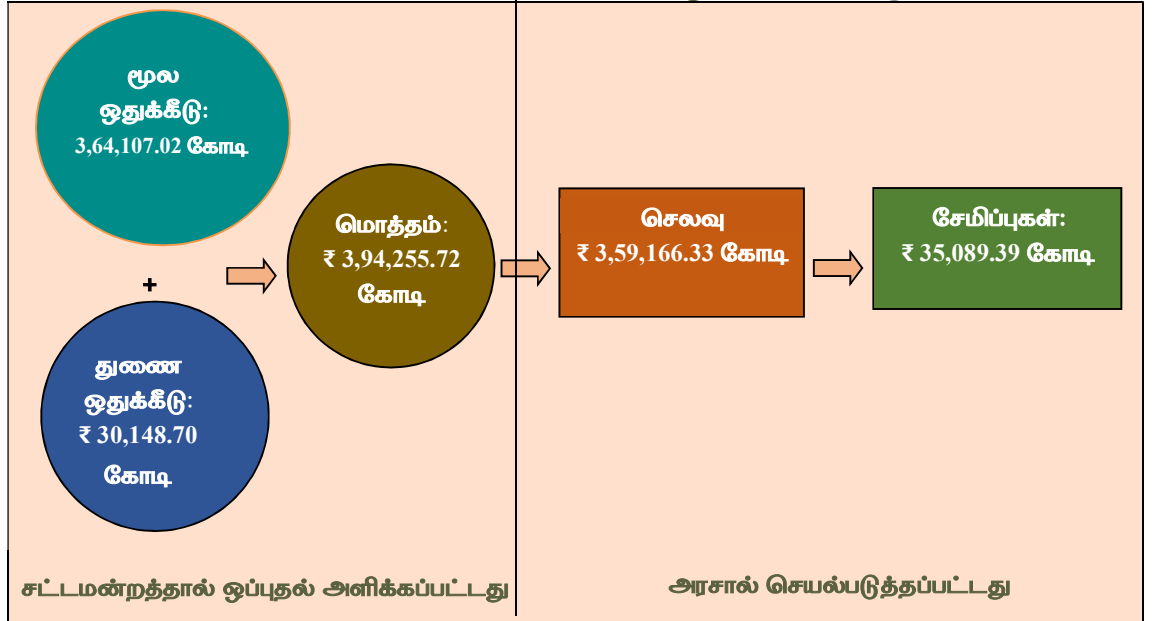 மூல
ஒதுக்கீடு:
3,64,107.02 கோடி
+
துணை
ஒதுக்கீடு:
₹ 30,148.70
கோடி
மொத்தம்:
₹ 3,94,255.72
கோடி
சட்டமன்றத்தால் ஒப்புதல் அளிக்கப்பட்டது
செலவு
₹ 3,59,166.33 கோடி
சேமிப்புகள்:
₹ 35,089.39 கோடி
அரசால் செயல்படுத்தப்பட்டது